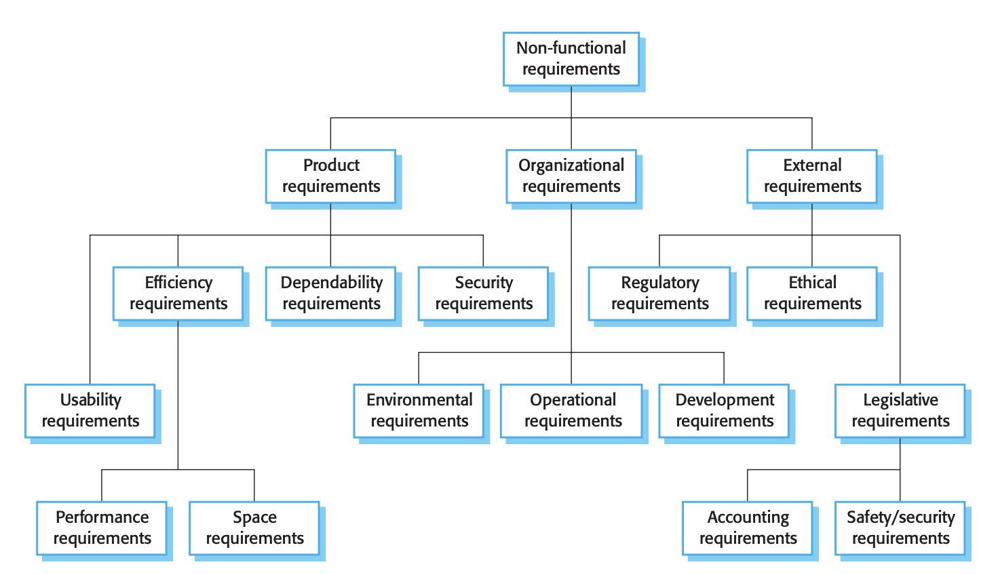 Non-functional
requirements
Product
requirements
Organizational
requirements
External
requirements
Efficiency
requirements
Dependability
requirements
Security
requirements
Regulatory
requirements
Ethical
requirements
Usability
requirements
Environmental
requirements
Operational
requirements
Development
requirements
Legislative
requirements
Performance
requirements
Space
requirements
Accounting
requirements
Safety/security
requirements